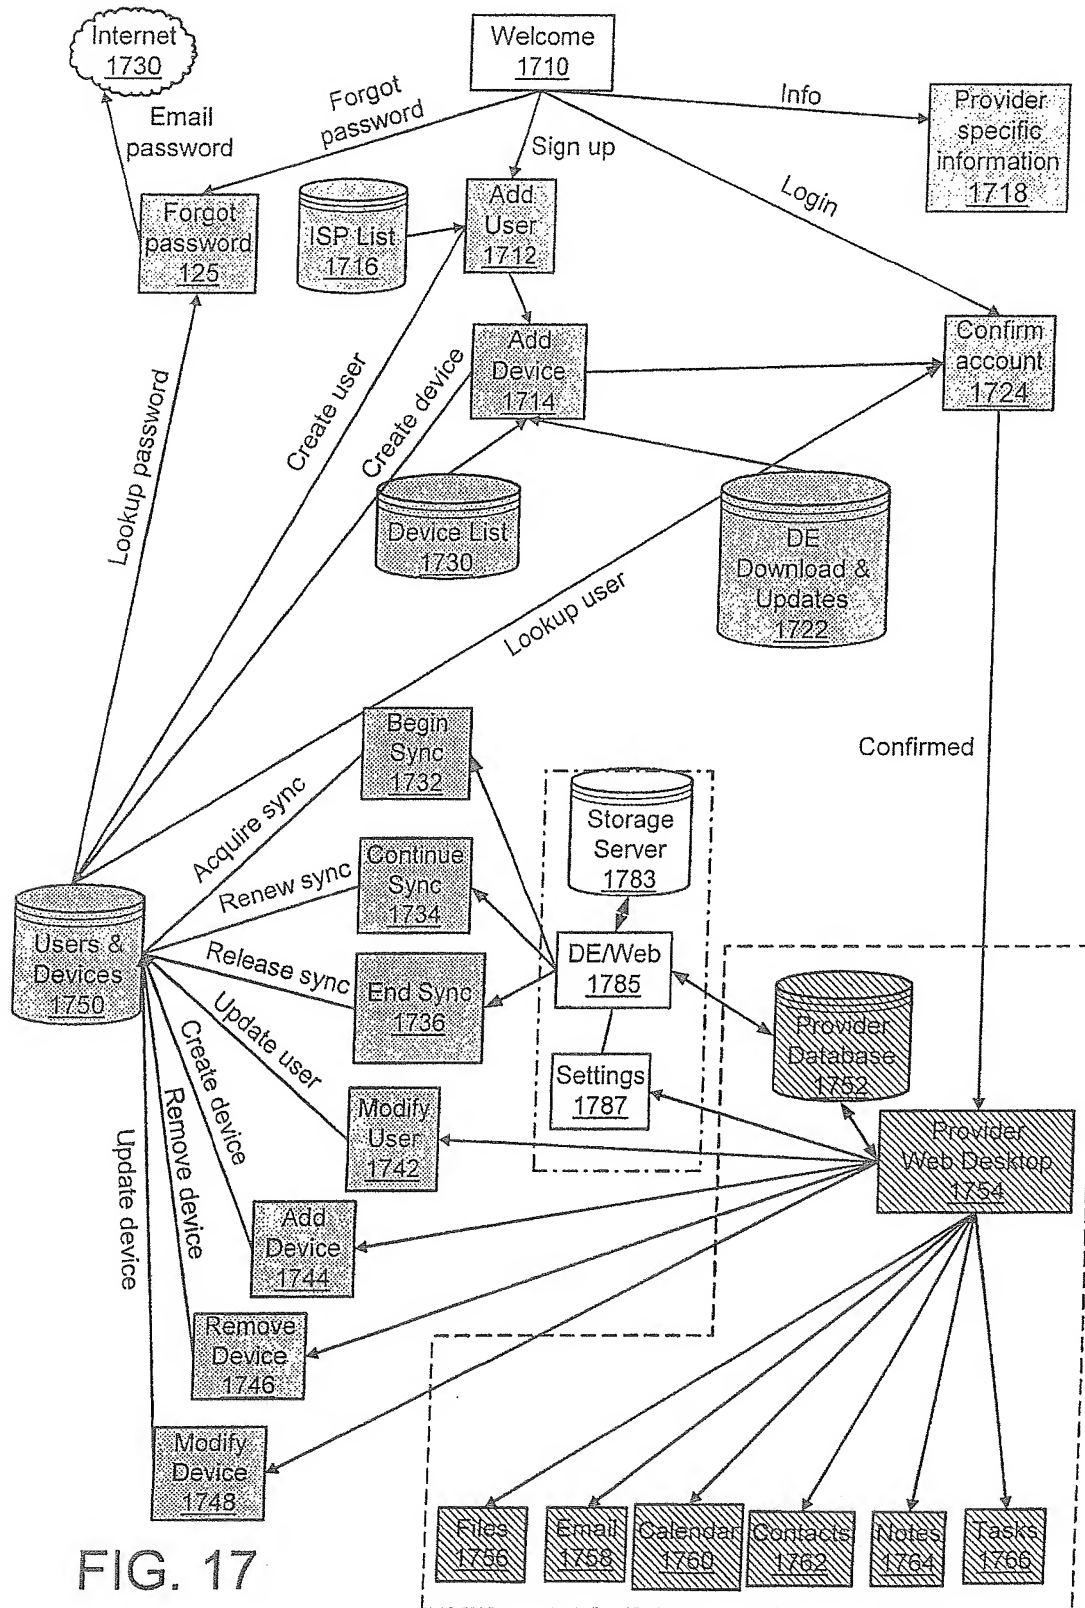 Internet
1730
Welcome
1710
Forgot
password
Info
Email
password
Sign up
Provider
specific
information
1718
Login
Forgot
password
125
ISP List
1716
Add
User
1712
Create user
Create device
Add
Device
1714
Confirm
account
1724
Lookup password
Device List
1730
DE
Download &
Updates
1722
Lookup user
Begin
Sync
1732
Confirmed
Acquire sync
Storage
Server
1783
Continue
Sync
1734
Renew sync
Users &
Devices
1750
Release sync
End Sync
1736
DE/Web
1785
Provider
Database
1752
Update user
Settings
1787
Create device
Remove device
Update device
Modify
User
1742
Provider
Web Desktop
1754
Add
Device
1744
Remove
Device
1746
Modify
Device
1748
Files
1756
Email
1758
Calendar
1760
Contacts
1762
Notes
1764
Tasks
1766
FIG. 17